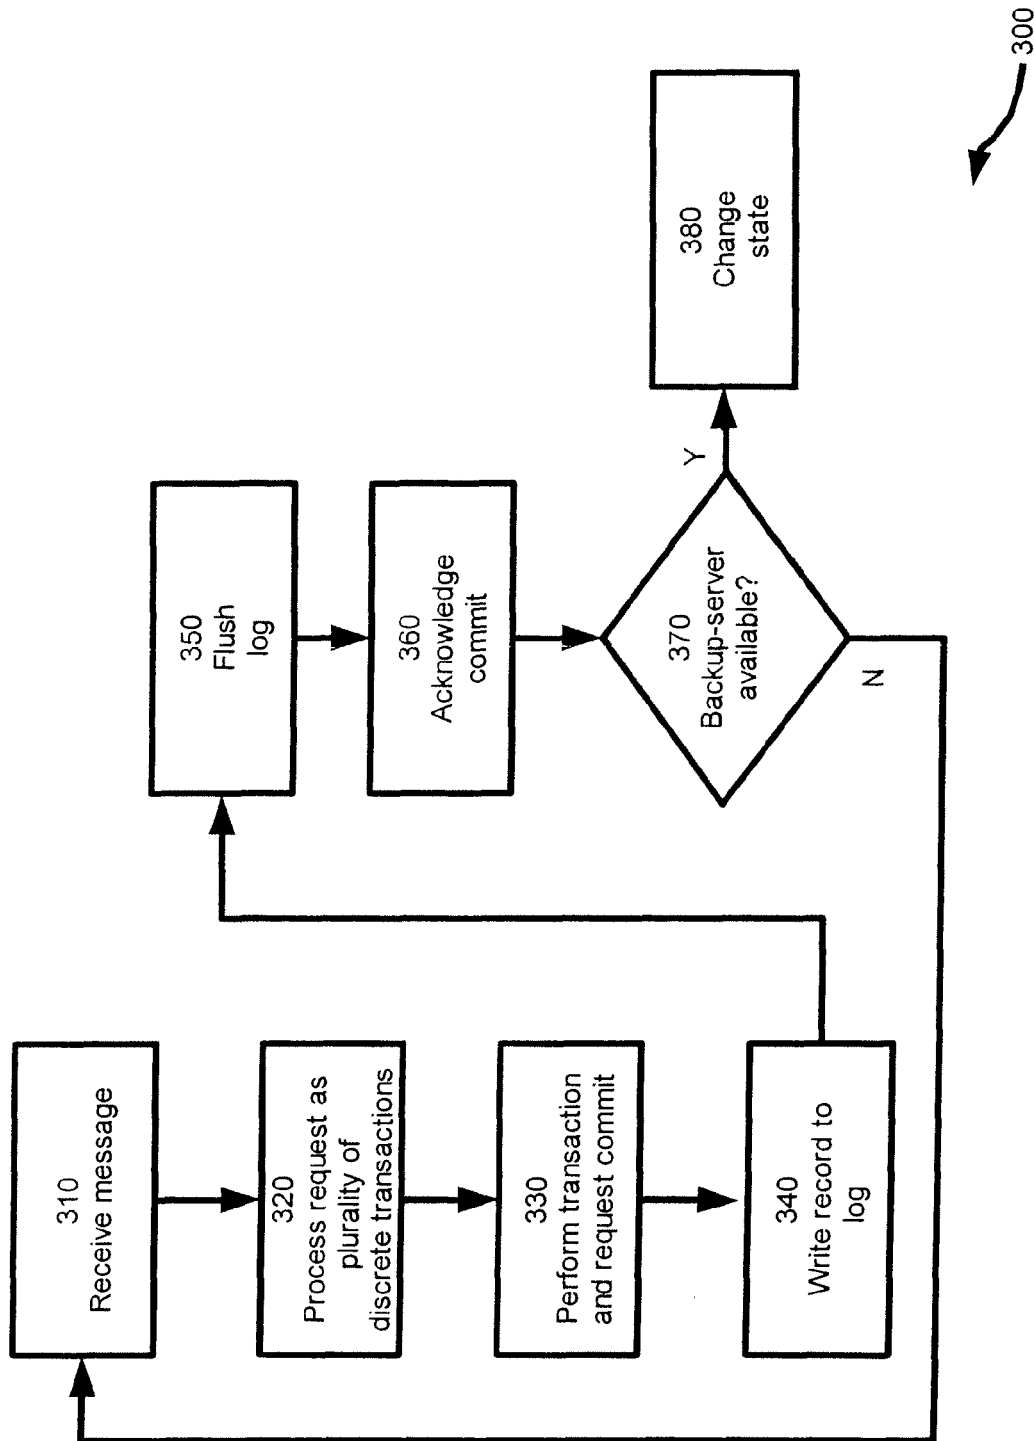 310
Receive message
320
Process request as
plurality of
discrete transactions
330
Perform transaction
and request commit
340
Write record to
log
350
Flush
log
360
Acknowledge
commit
370
Backup-server
available?
Y
N
380
Change
state
300